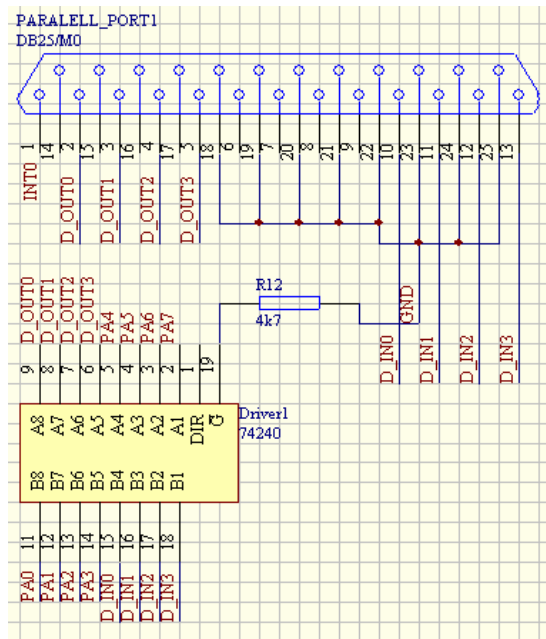 PARALELL_PORT1
DB25/M0
1 14 2 15 3 16 4 17 5 18 6 19 7 20 8 21 9 22 10 23 11 24 12 25 13
INT0 D_OUT0 D_OUT1 D_OUT2 D_OUT3
R12
4k7
GND
D_IN0 D_IN1 D_IN2 D_IN3
D_OUT0 D_OUT1 D_OUT2 D_OUT3 PA4 PA5 PA6 PA7
9 8 7 6 5 4 3 2 1 19
A8 A7 A6 A5 A4 A3 A2 A1 DIR G
Driver1
74240
B8 B7 B6 B5 B4 B3 B2 B1
11 12 13 14 15 16 17 18
PA0 PA1 PA2 PA3 D_IN0 D_IN1 D_IN2 D_IN3